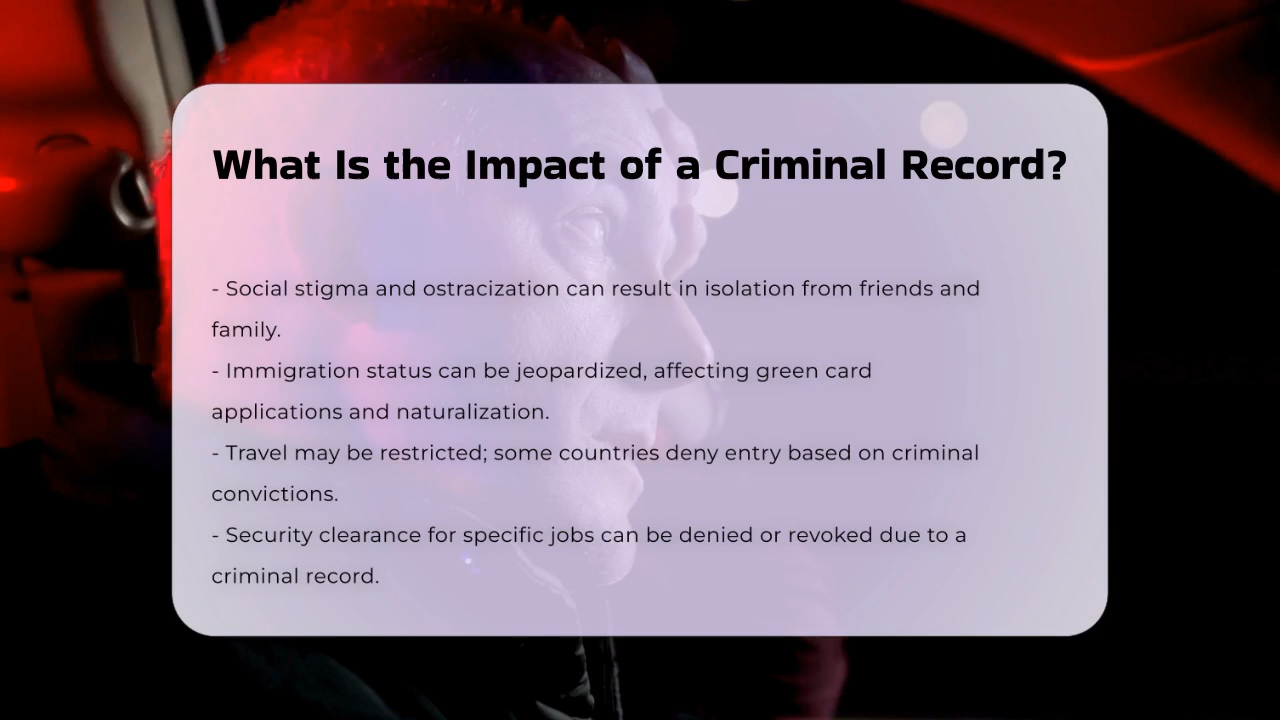 What Is the Impact of a Criminal Record?
- Social stigma and ostracization can result in isolation from friends and
family.
- Immigration status can be jeopardized, affecting green card
applications and naturalization.
- Travel may be restricted; some countries deny entry based on criminal
convictions.
- Security clearance for specific jobs can be denied or revoked due to a
criminal record.